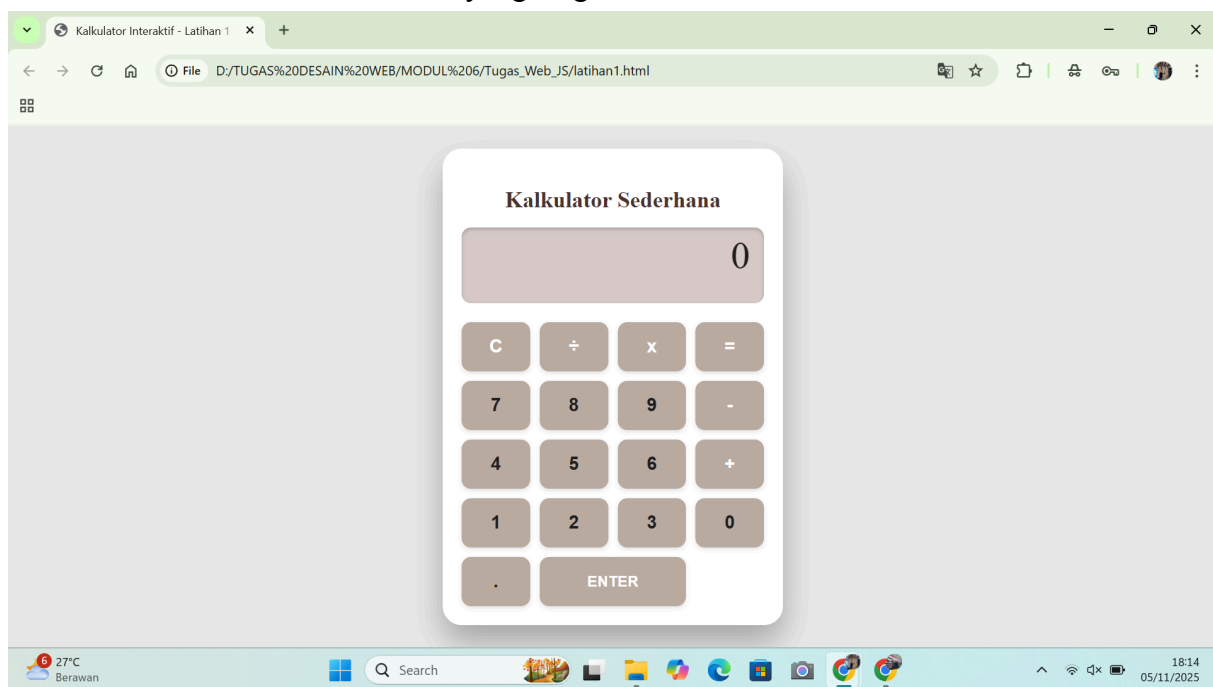 Kalkulator Interaktif - Latihan 1
File D:/TUGAS%20DESAIN%20WEB/MODUL%206/Tugas_Web_JS/latihan1.html
Kalkulator Sederhana
0
C ÷ x =
7 8 9 -
4 5 6 +
1 2 3 0
. ENTER
6 27°C
Berawan
Search
18:14
05/11/2025